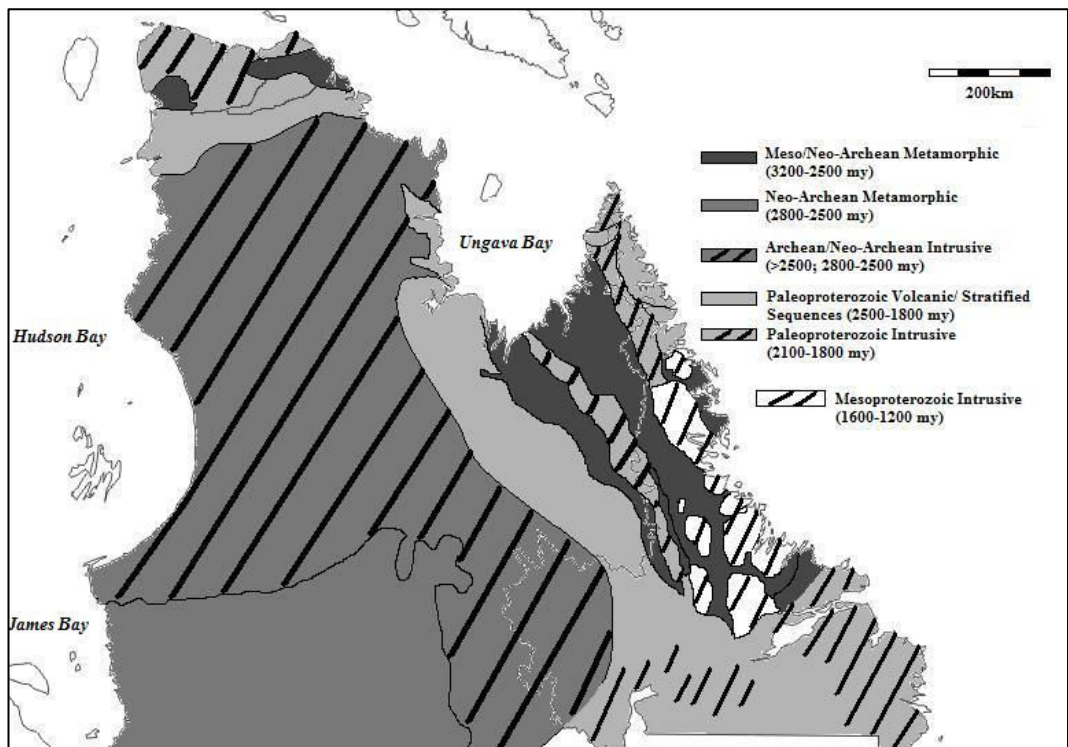 200km
Meso/Neo-Archean Metamorphic
(3200-2500 my)
Neo-Archean Metamorphic
(2800-2500 my)
Ungava Bay
Archean/Neo-Archean Intrusive
(>2500; 2800-2500 my)
Paleoproterozoic Volcanic/ Stratified
Sequences (2500-1800 my)
Hudson Bay
Paleoproterozoic Intrusive
(2100-1800 my)
Mesoproterozoic Intrusive
(1600-1200 my)
James Bay